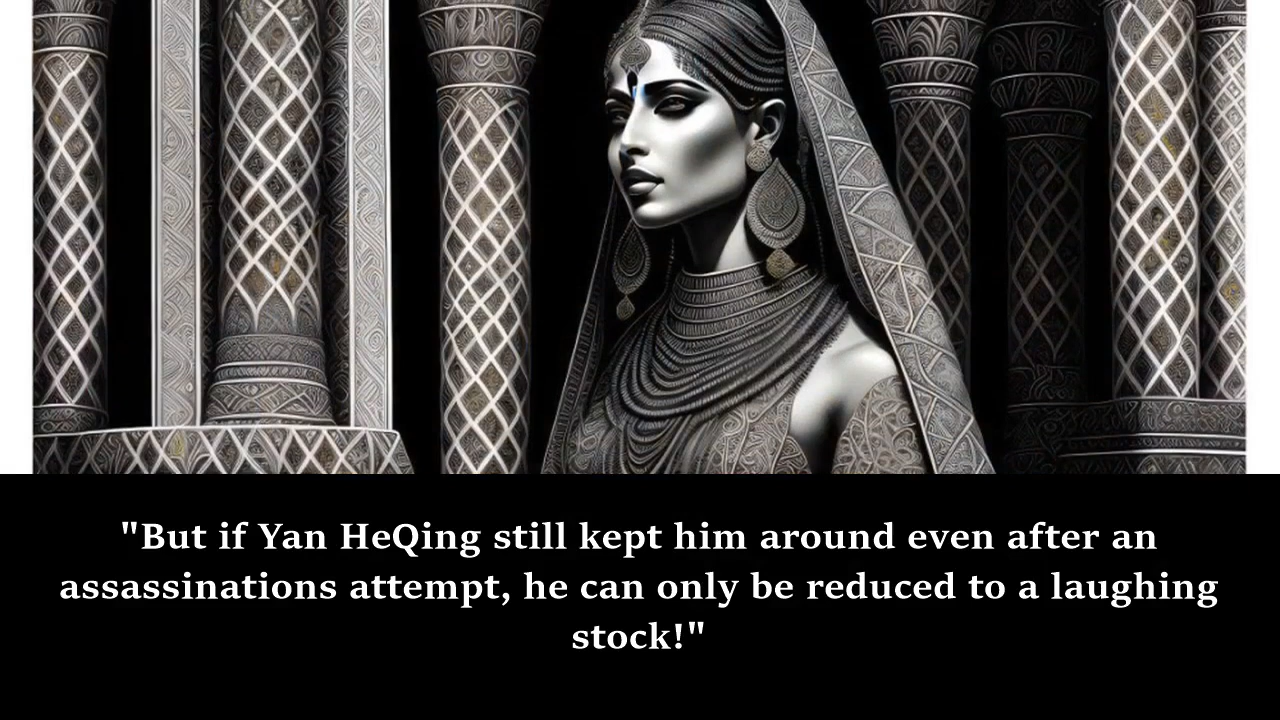 "But if Yan HeQing still kept him around even after an
assassinations attempt, he can only be reduced to a laughing
stock!"